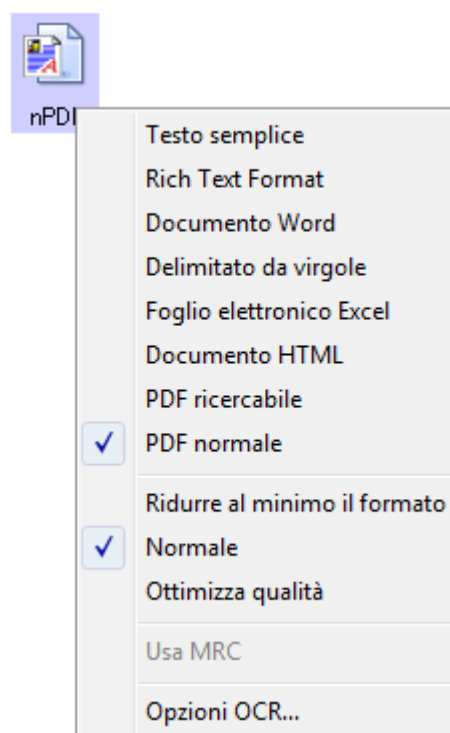 nPDF
Testo semplice
Rich Text Format
Documento Word
Delimitato da virgole
Foglio elettronico Excel
Documento HTML
PDF ricercabile
PDF normale
Ridurre al minimo il formato
Normale
Ottimizza qualità
Usa MRC
Opzioni OCR...